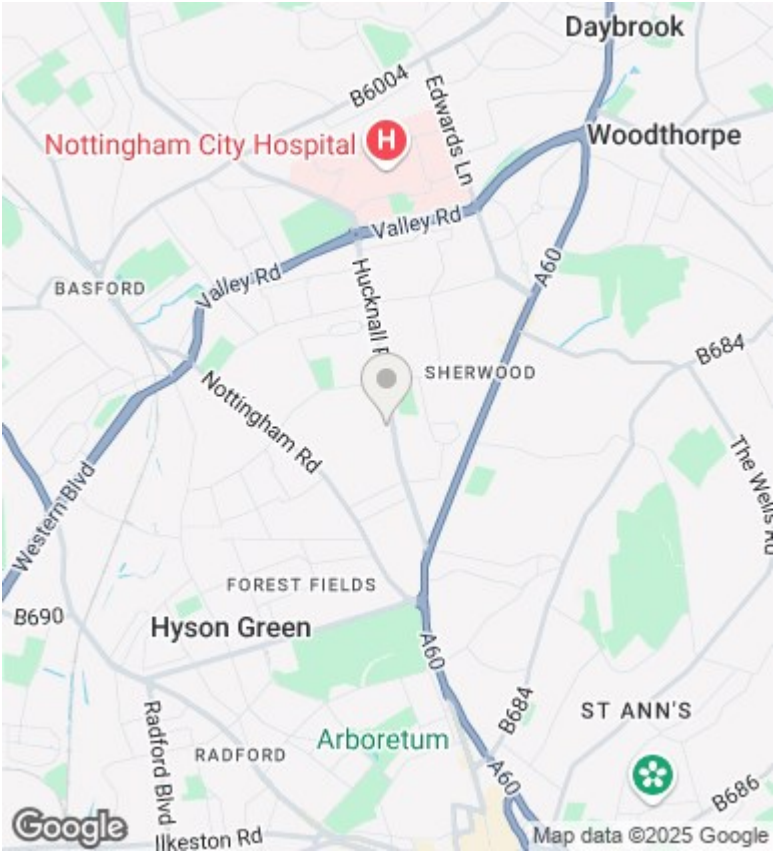 Daybrook
B6004
Edwards Ln
Nottingham City Hospital
H
Woodthorpe
Valley Rd
Valley Rd
A60
BASFORD
Hucknall
SHERWOOD
B684
Nottingham Rd
The Wells Rd
Western Blvd
FOREST FIELDS
B690
Hyson Green
A60
B684
ST ANN'S
Radford Blvd
RADFORD
Arboretum
A60
B686
Google
Ilkeston Rd
Map data ©2025 Google